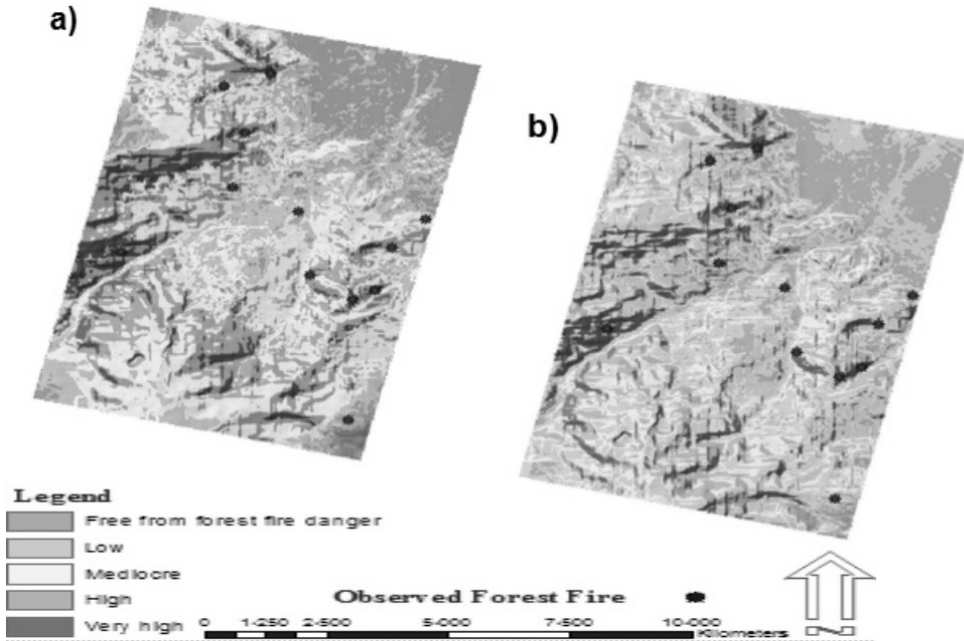 a)
b)
Legend
Free from forest fire danger
Low
Mediocre
High
Very high
Observed Forest Fire
0 1-250 2-500 5-000 7-500 10-000
Kilometers
N